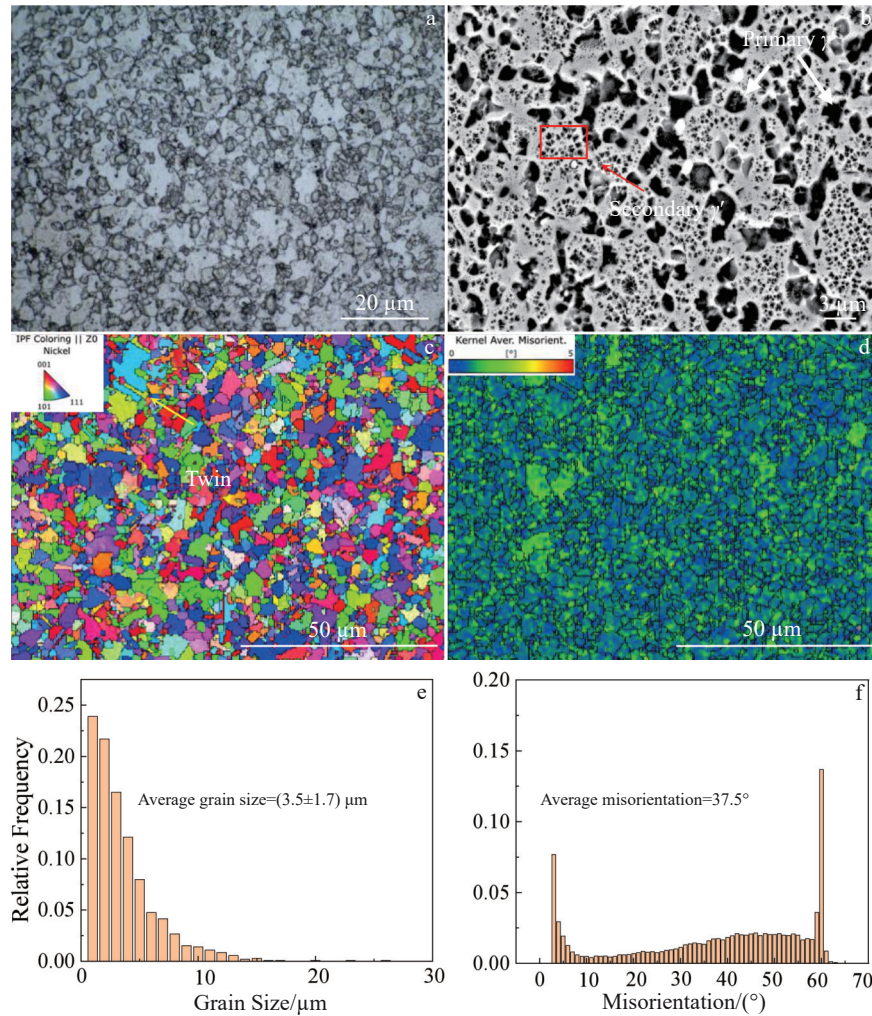 a
20 µm
b
Primary γ′
Secondary γ′
3 µm
IPF Coloring || Z0
Nickel
001
101
111
c
Twin
50 µm
Kernel Aver. Misorient.
0 [°] 5
d
50 µm
e
Average grain size=(3.5±1.7) µm
0.25
0.20
0.15
0.10
0.05
0.00
0 10 20 30
Grain Size/µm
Relative Frequency
f
Average misorientation=37.5°
0.20
0.15
0.10
0.05
0.00
0 10 20 30 40 50 60 70
Misorientation/(°)